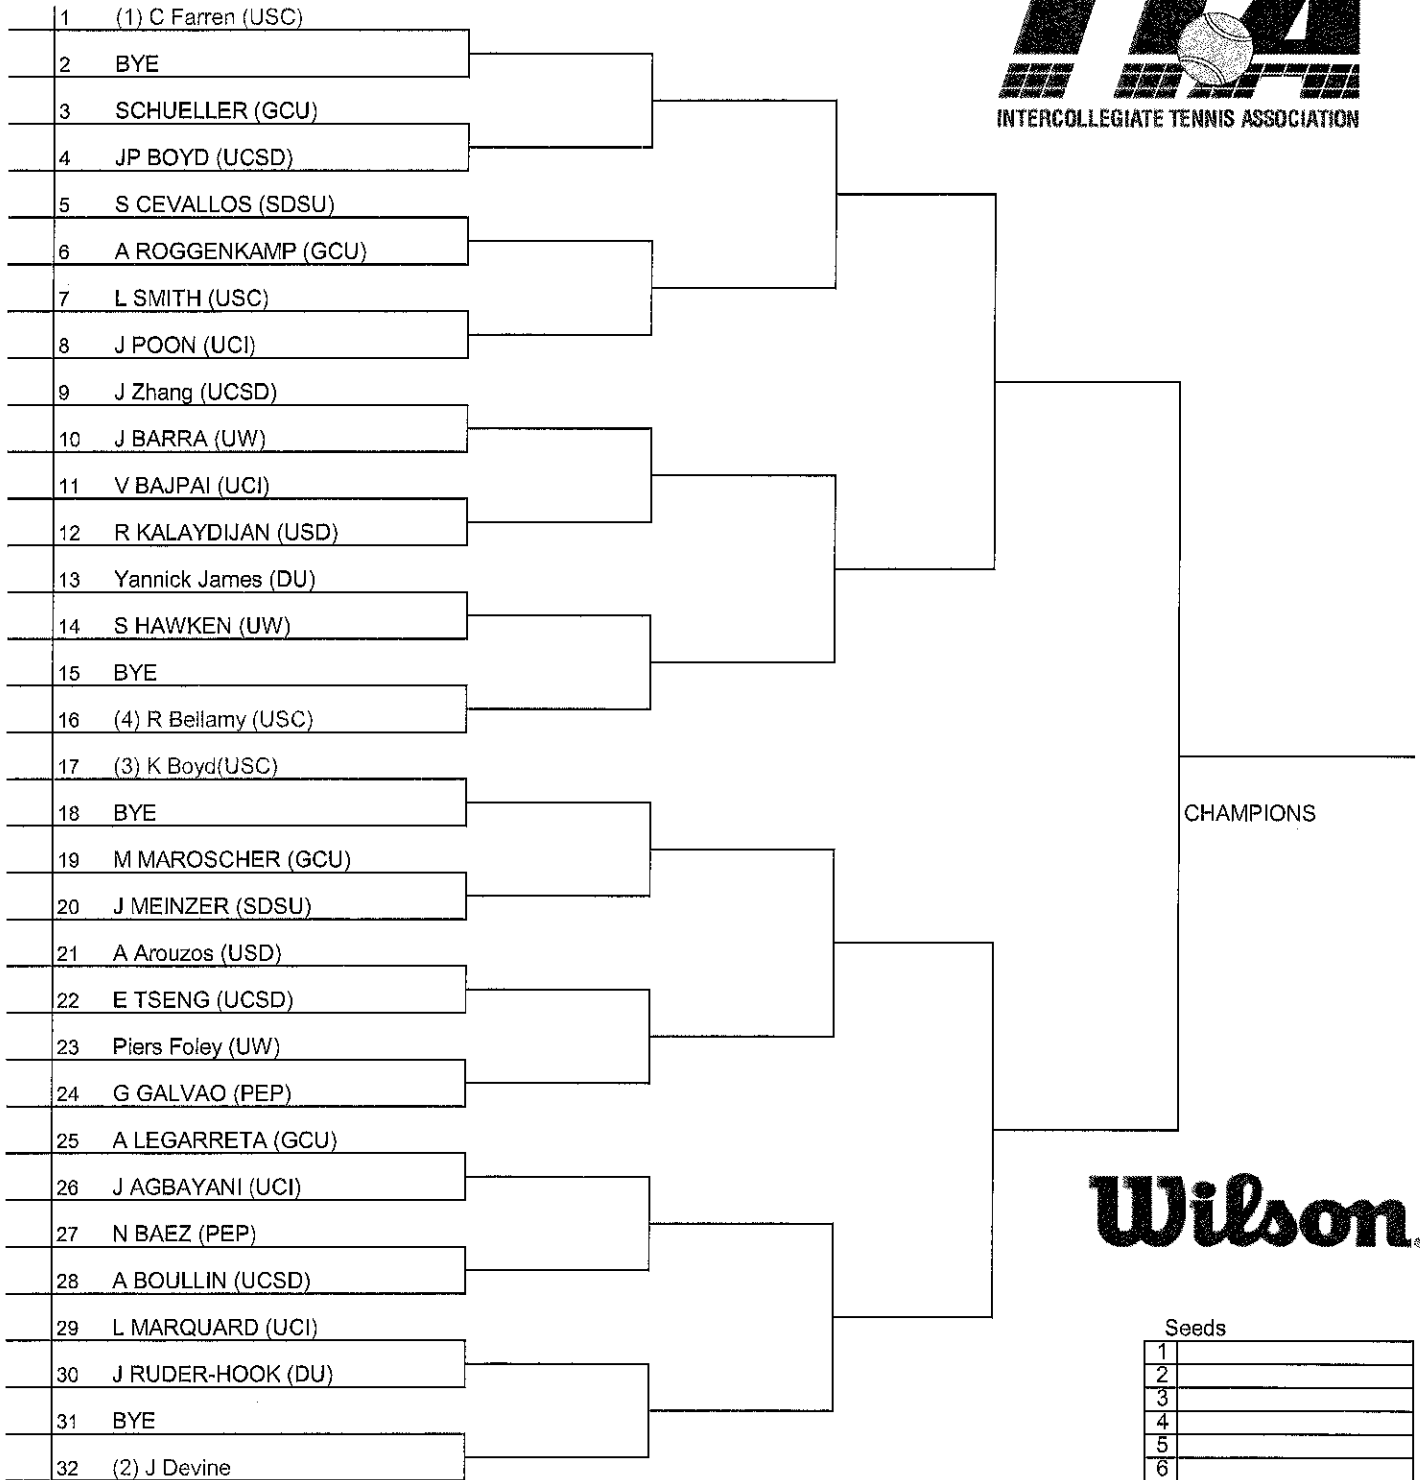 1 (1) C Farren (USC)
2 BYE
3 SCHUELLER (GCU)
4 JP BOYD (UCSD)
5 S CEVALLOS (SDSU)
6 A ROGGENKAMP (GCU)
7 L SMITH (USC)
8 J POON (UCI)
9 J Zhang (UCSD)
10 J BARRA (UW)
11 V BAJPAI (UCI)
12 R KALAYDIJAN (USD)
13 Yannick James (DU)
14 S HAWKEN (UW)
15 BYE
16 (4) R Bellamy (USC)
17 (3) K Boyd(USC)
18 BYE
19 M MAROSCHER (GCU)
20 J MEINZER (SDSU)
21 A Arouzos (USD)
22 E TSENG (UCSD)
23 Piers Foley (UW)
24 G GALVAO (PEP)
25 A LEGARRETA (GCU)
26 J AGBAYANI (UCI)
27 N BAEZ (PEP)
28 A BOULLIN (UCSD)
29 L MARQUARD (UCI)
30 J RUDER-HOOK (DU)
31 BYE
32 (2) J Devine
ITA
INTERCOLLEGIATE TENNIS ASSOCIATION
CHAMPIONS
Wilson
Seeds
1
2
3
4
5
6